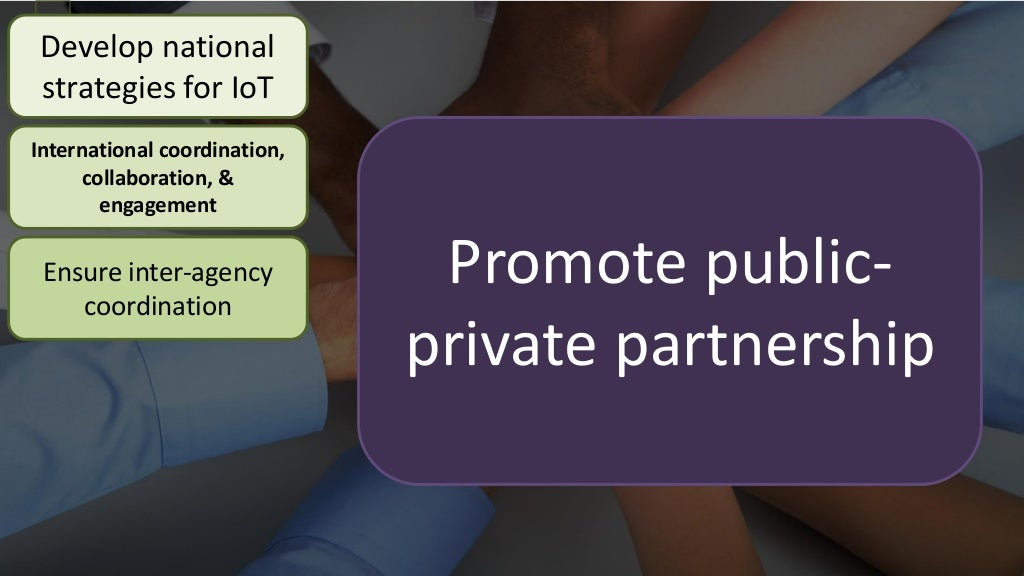 Develop national
strategies for IoT
International coordination,
collaboration, &
engagement
Ensure inter-agency
coordination
Promote public-
private partnership